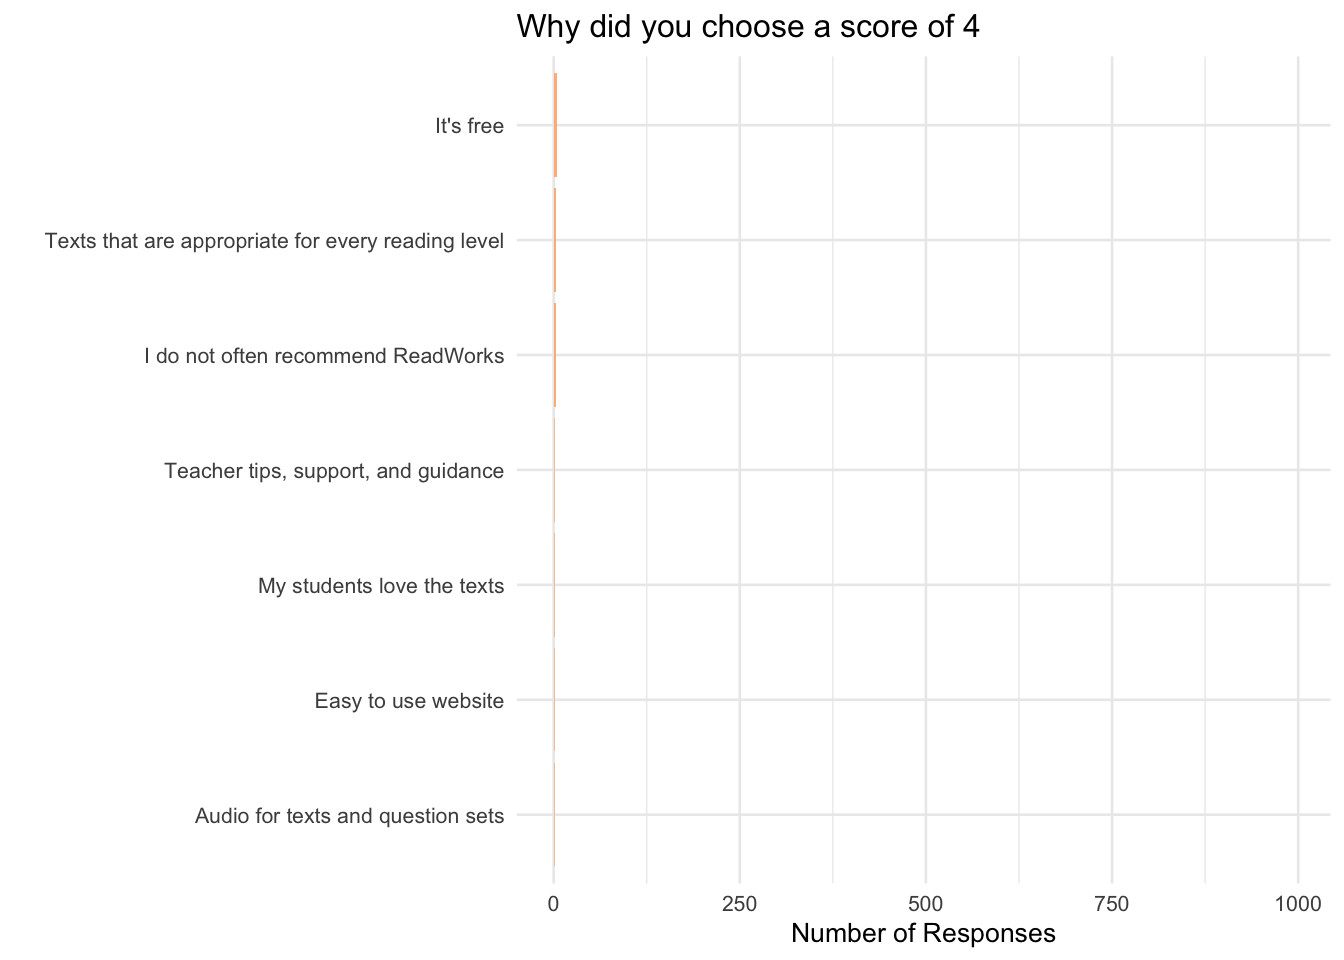 Why did you choose a score of 4
It's free
Texts that are appropriate for every reading level
I do not often recommend ReadWorks
Teacher tips, support, and guidance
My students love the texts
Easy to use website
Audio for texts and question sets
0 250 500 750 1000
Number of Responses